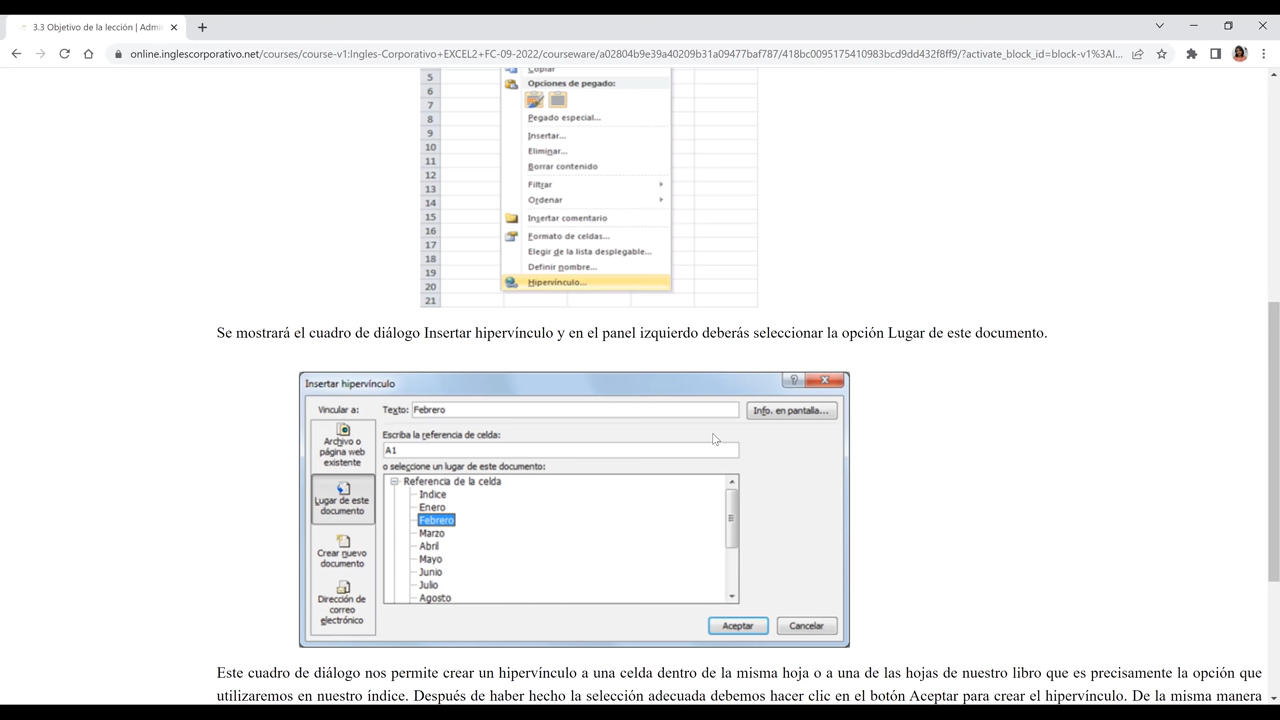 3.3 Objetivo de la lección | Admi
online.inglescorporativo.net/courses/course-v1:Ingles-Corporativo+EXCEL2+FC-09-2022/courseware/a02804b9e39a40209b31a09477baf787/418bc0095175410983bcd9dd432f8ff9/?activate_block_id=block-v1%3AI...
Copiar
5
Opciones de pegado:
6
7
8
Pegado especial...
9
Insertar...
10
Eliminar...
11
Borrar contenido
12
Filtrar
13
Ordenar
14
15
Insertar comentario
16
Formato de celdas...
17
Elegir de la lista desplegable...
18
Definir nombre...
19
20
Hipervínculo...
21
Se mostrará el cuadro de diálogo Insertar hipervínculo y en el panel izquierdo deberás seleccionar la opción Lugar de este documento.
Insertar hipervínculo
Vincular a:
Texto: Febrero
Info. en pantalla...
Archivo o
página web
existente
Escriba la referencia de celda:
A1
o seleccione un lugar de este documento:
Lugar de este
documento
Referencia de la celda
Indice
Enero
Febrero
Marzo
Abril
Mayo
Junio
Julio
Agosto
Crear nuevo
documento
Dirección de
correo
electrónico
Aceptar
Cancelar
Este cuadro de diálogo nos permite crear un hipervínculo a una celda dentro de la misma hoja o a una de las hojas de nuestro libro que es precisamente la opción que
utilizaremos en nuestro índice. Después de haber hecho la selección adecuada debemos hacer clic en el botón Aceptar para crear el hipervínculo. De la misma manera